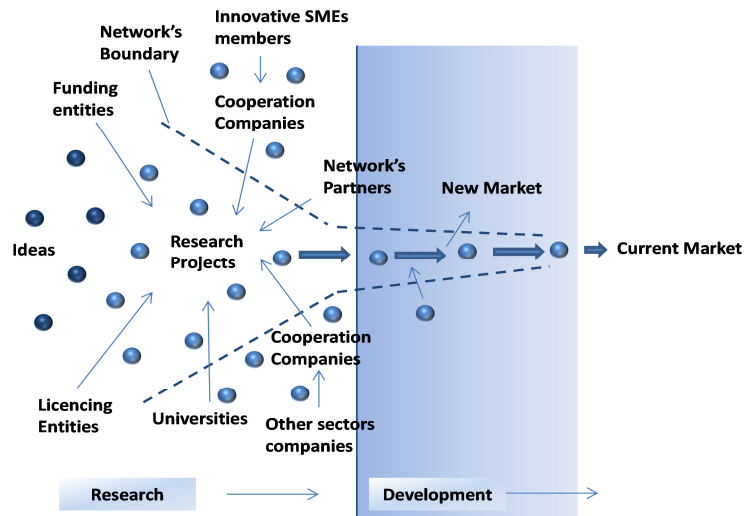 Innovative SMEs
members
Network's
Boundary
Funding
entities
Cooperation
Companies
Network's
Partners
New Market
Ideas
Research
Projects
Current Market
Cooperation
Companies
Licencing
Entities
Universities
Other sectors
companies
Research
Development